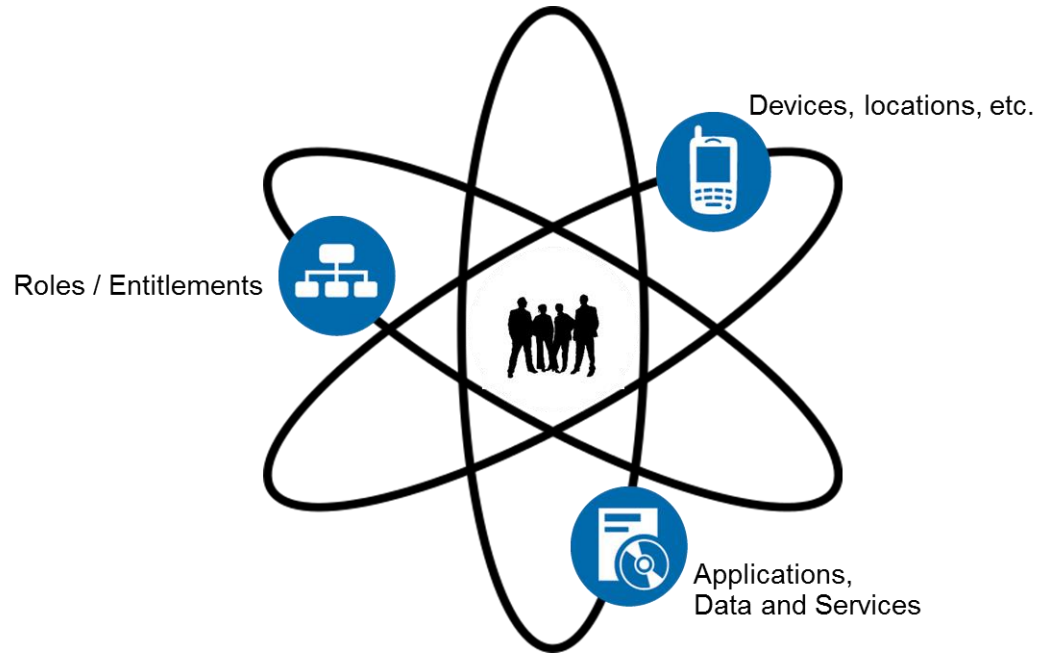 Devices, locations, etc.
Roles / Entitlements
Applications,
Data and Services